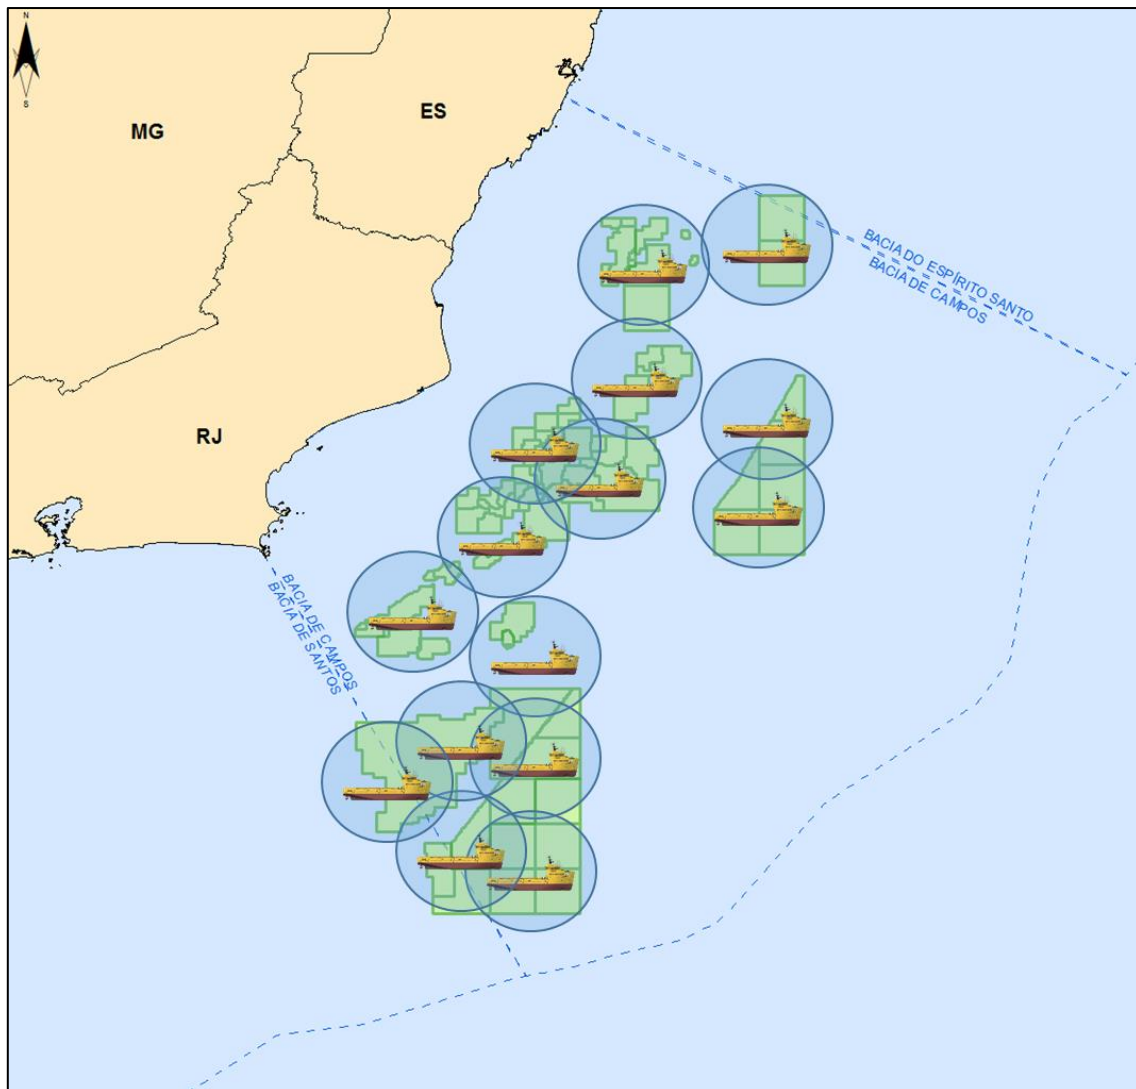 S
MG
ES
BACIA DO ESPÍRITO SANTO
BACIA DE CAMPOS
RJ
BACIA DE CAMPOS
BACIA DE SANTOS